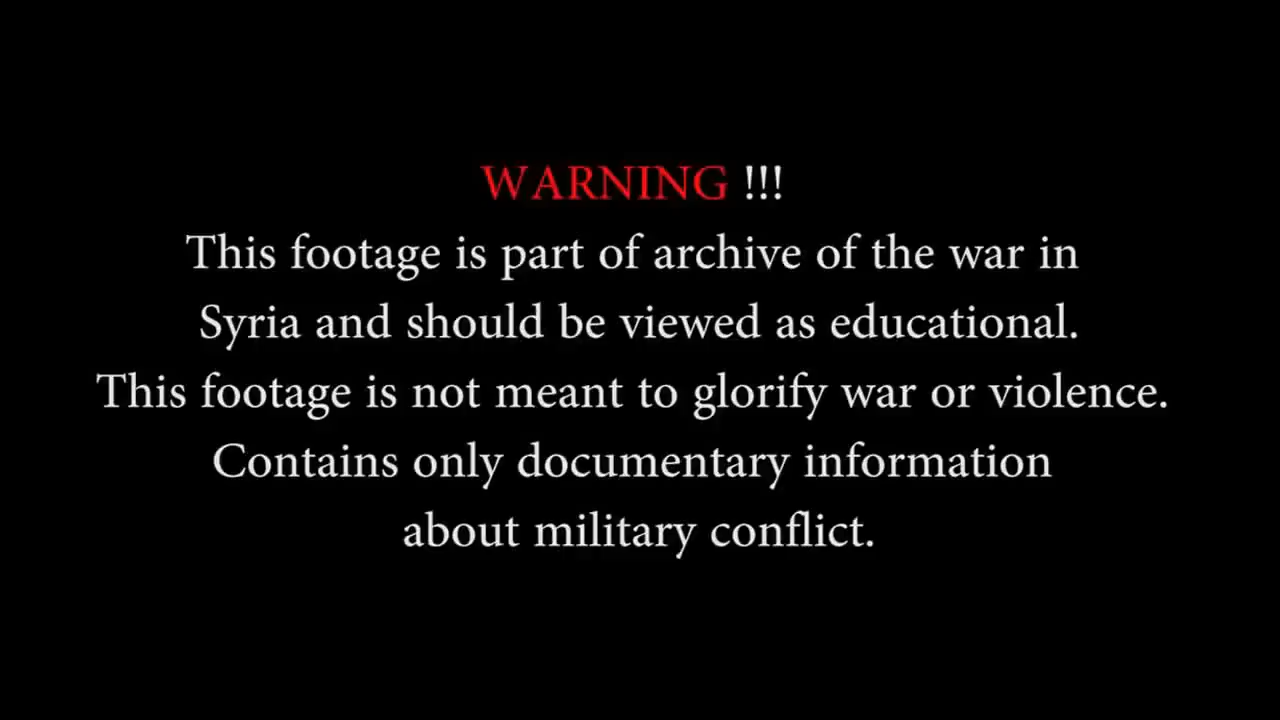 WARNING !!!
This footage is part of archive of the war in
Syria and should be viewed as educational.
This footage is not meant to glorify war or violence.
Contains only documentary information
about military conflict.